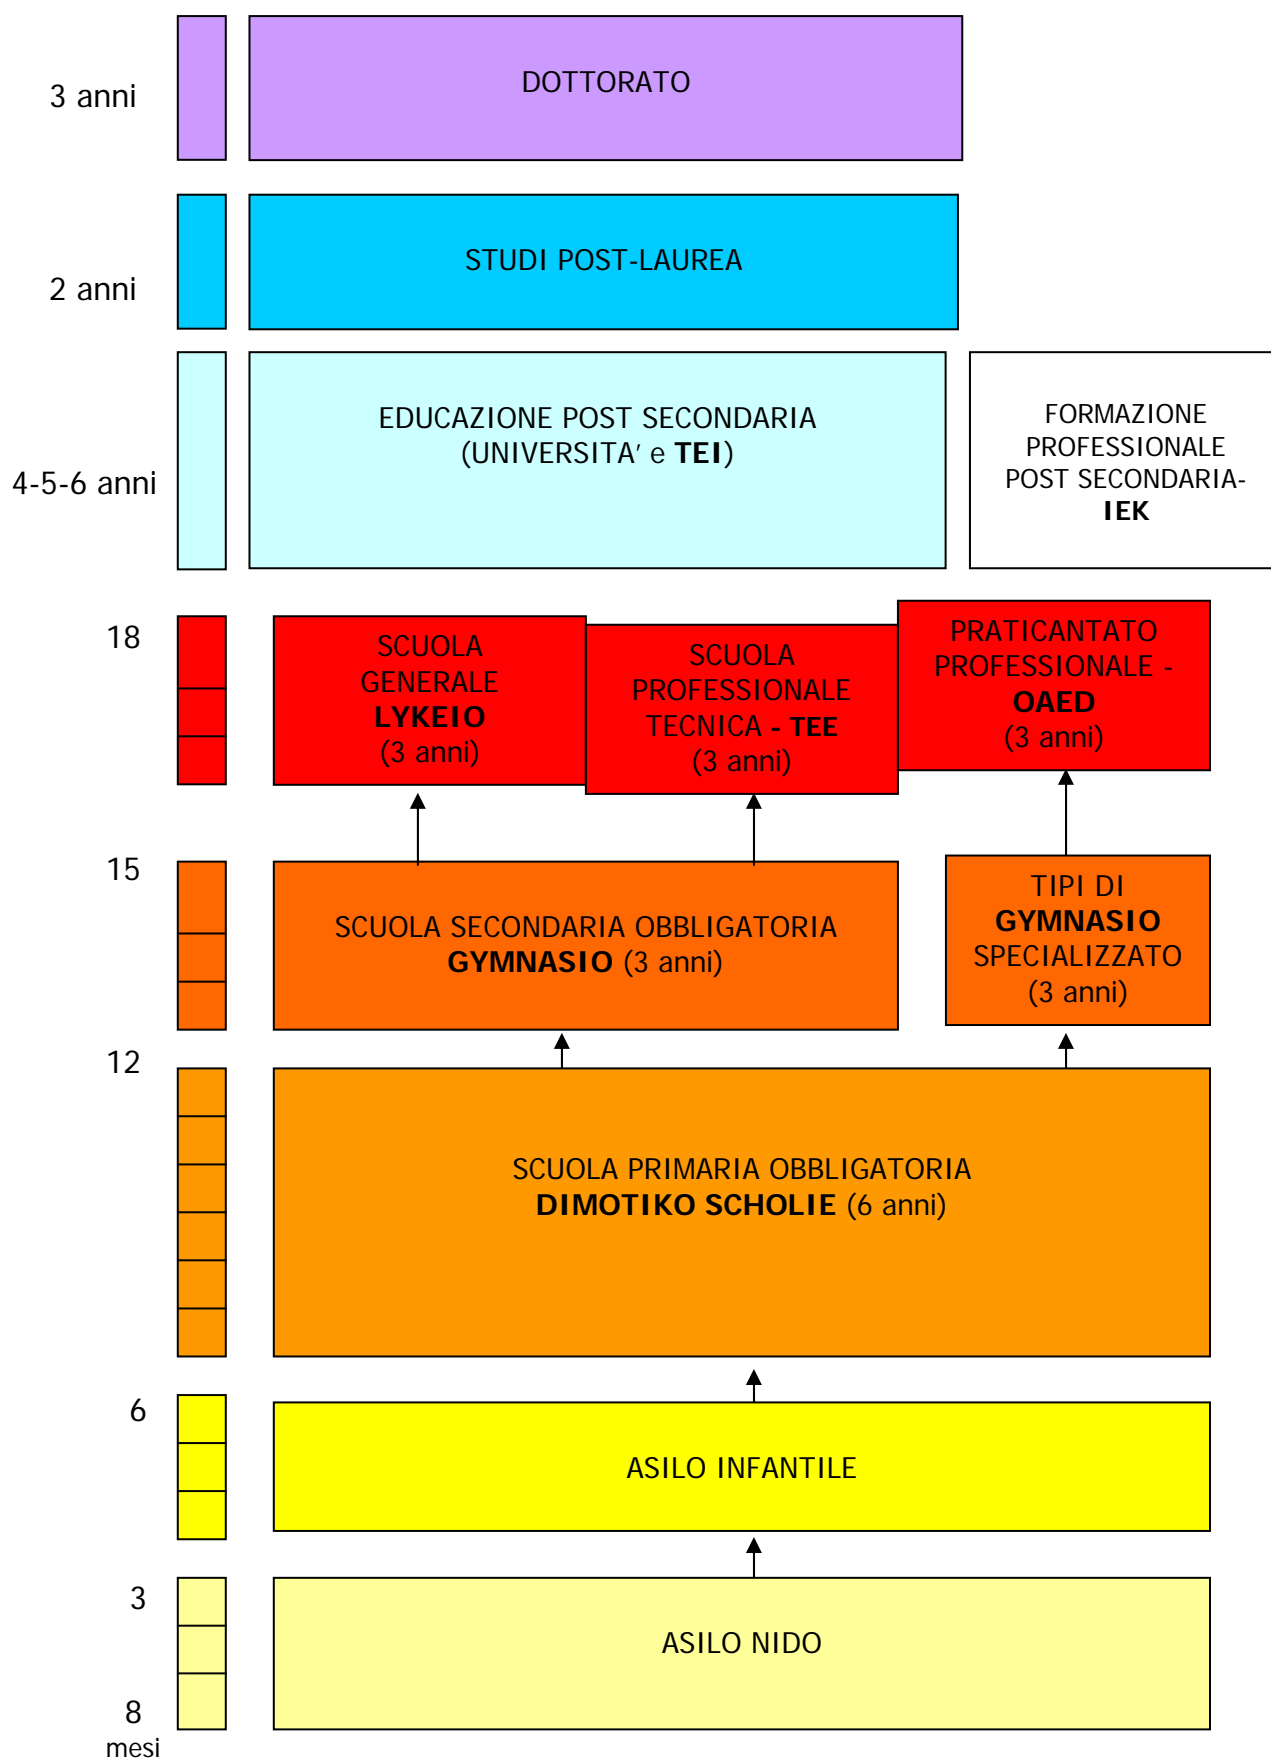 3 anni
DOTTORATO
2 anni
STUDI POST-LAUREA
4-5-6 anni
EDUCAZIONE POST SECONDARIA
(UNIVERSITA’ e TEI)
FORMAZIONE
PROFESSIONALE
POST SECONDARIA-
IEK
18
SCUOLA
GENERALE
LYKEIO
(3 anni)
SCUOLA
PROFESSIONALE
TECNICA - TEE
(3 anni)
PRATICANTATO
PROFESSIONALE -
OAED
(3 anni)
15
SCUOLA SECONDARIA OBBLIGATORIA
GYMNASIO (3 anni)
TIPI DI
GYMNASIO
SPECIALIZZATO
(3 anni)
12
SCUOLA PRIMARIA OBBLIGATORIA
DIMOTIKO SCHOLIE (6 anni)
6
ASILO INFANTILE
3
ASILO NIDO
8
mesi